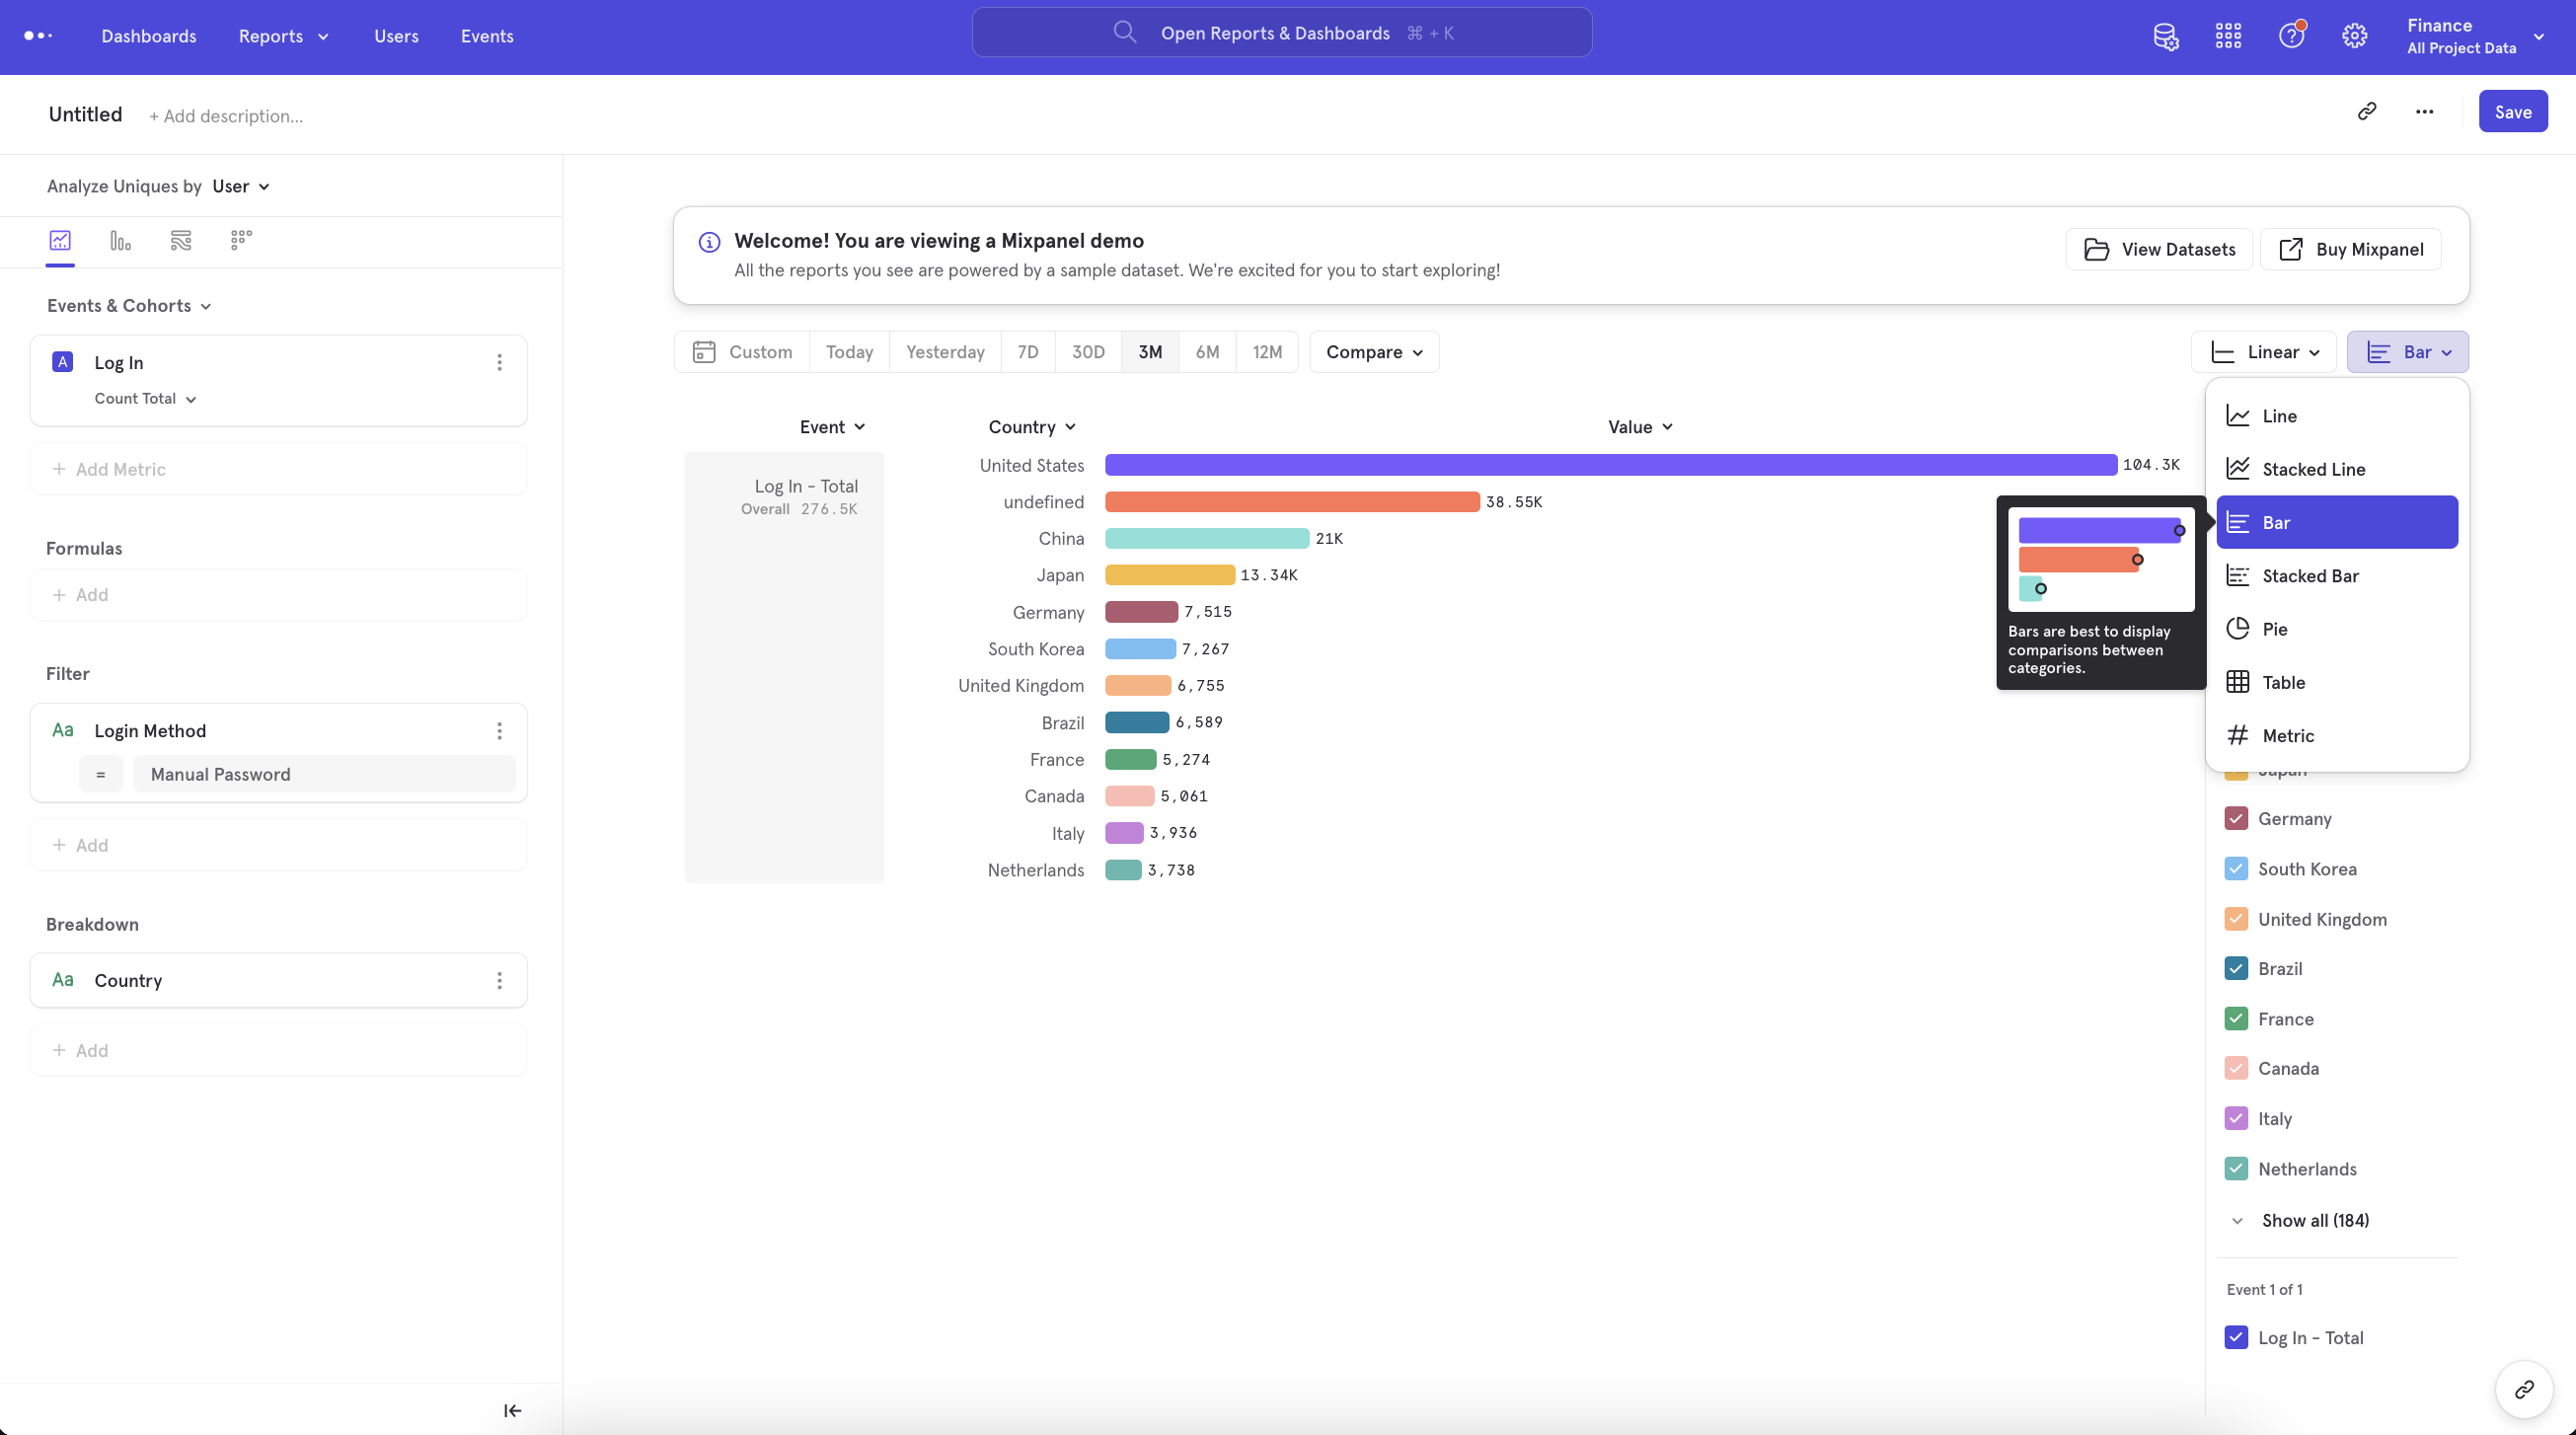 Dashboards Reports Users Events
Open Reports & Dashboards ⌘ + K
Finance
All Project Data
Untitled + Add description...
Save
Analyze Uniques by User
Events & Cohorts
A Log In
Count Total
+ Add Metric
Formulas
+ Add
Filter
Aa Login Method
= Manual Password
+ Add
Breakdown
Aa Country
+ Add
Welcome! You are viewing a Mixpanel demo
All the reports you see are powered by a sample dataset. We're excited for you to start exploring!
View Datasets Buy Mixpanel
Custom Today Yesterday 7D 30D 3M 6M 12M Compare
Linear Bar
Event Country Value
Log In - Total
Overall 276.5K
United States 104.3K
undefined 38.55K
China 21K
Japan 13.34K
Germany 7,515
South Korea 7,267
United Kingdom 6,755
Brazil 6,589
France 5,274
Canada 5,061
Italy 3,936
Netherlands 3,738
Bars are best to display
comparisons between
categories.
Line
Stacked Line
Bar
Stacked Bar
Pie
Table
# Metric
Japan
Germany
South Korea
United Kingdom
Brazil
France
Canada
Italy
Netherlands
Show all (184)
Event 1 of 1
Log In - Total